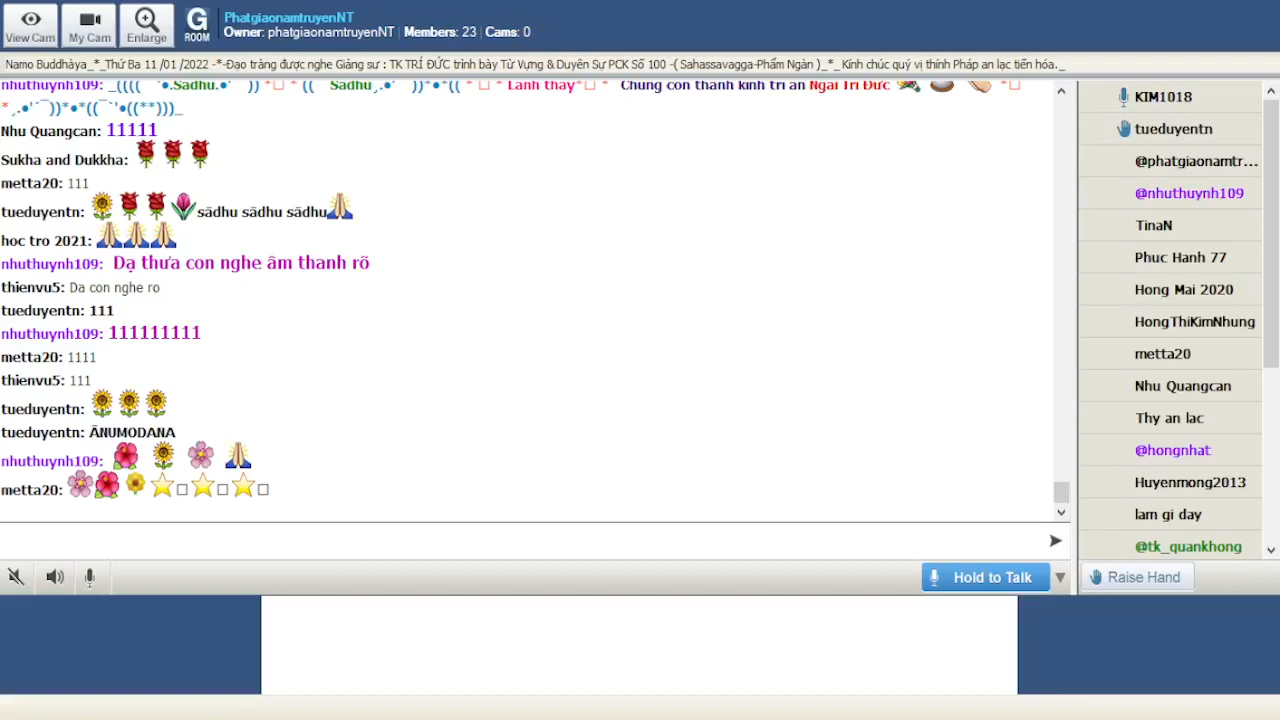 View Cam
My Cam
Enlarge
G
ROOM
PhatgiaonamtruyenNT
Owner: phatgiaonamtruyenNT | Members: 23 | Cams: 0
Namo Buddhàya_*_Thứ Ba 11 /01 /2022 -*-Đạo tràng được nghe Giảng sư : TK TRÍ ĐỨC trình bày Từ Vựng & Duyên Sự PCK Số 100 -( Sahassavagga-Phẩm Ngàn )_*_ Kính chúc quý vị thính Pháp an lạc tiến hóa._
nhuthuynh109: Sadhu Sadhu Lành thay Chúng con thành kính tri ân Ngài Trí Đức
Nhu Quangcan: 11111
Sukha and Dukkha: 🌹🌹🌹
metta20: 111
tueduyentn: 🌻🌹🌹🌷sādhu sādhu sādhu🙏
hoc tro 2021: 🙏🙏🙏
nhuthuynh109: Dạ thưa con nghe âm thanh rõ
thienvu5: Da con nghe ro
tueduyentn: 111
nhuthuynh109: 111111111
metta20: 1111
thienvu5: 111
tueduyentn: 🌻🌻🌻
tueduyentn: ĀNUMODANA
nhuthuynh109: 🌺 🌻 🌸 🙏
metta20: 🌸🌺🌼⭐□⭐□⭐□
Hold to Talk
KIM1018
tueduyentn
@phatgiaonamtr...
@nhuthuynh109
TinaN
Phuc Hanh 77
Hong Mai 2020
HongThiKimNhung
metta20
Nhu Quangcan
Thy an lac
@hongnhat
Huyenmong2013
lam gi day
@tk_quankhong
Raise Hand